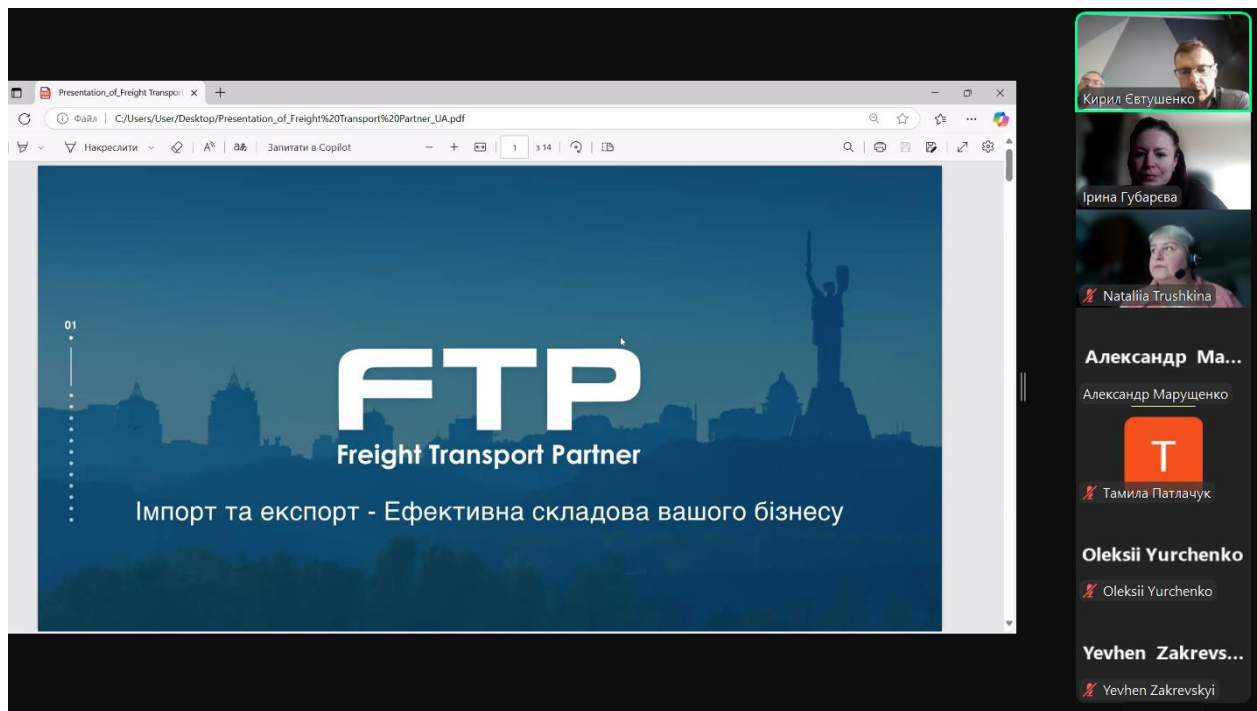 Presentation_of_Freight Transport
Файл
C:/Users/User/Desktop/Presentation_of_Freight%20Transport%20Partner_UA.pdf
Накреслити
Запитати в Copilot
1
з 14
01
FTP
Freight Transport Partner
Імпорт та експорт - Ефективна складова вашого бізнесу
Кирил Євтушенко
Ірина Губарєва
Nataliia Trushkina
Александр Ма...
Александр Марущенко
Т
Тамила Патлачук
Oleksii Yurchenko
Oleksii Yurchenko
Yevhen Zakrevs...
Yevhen Zakrevskyi